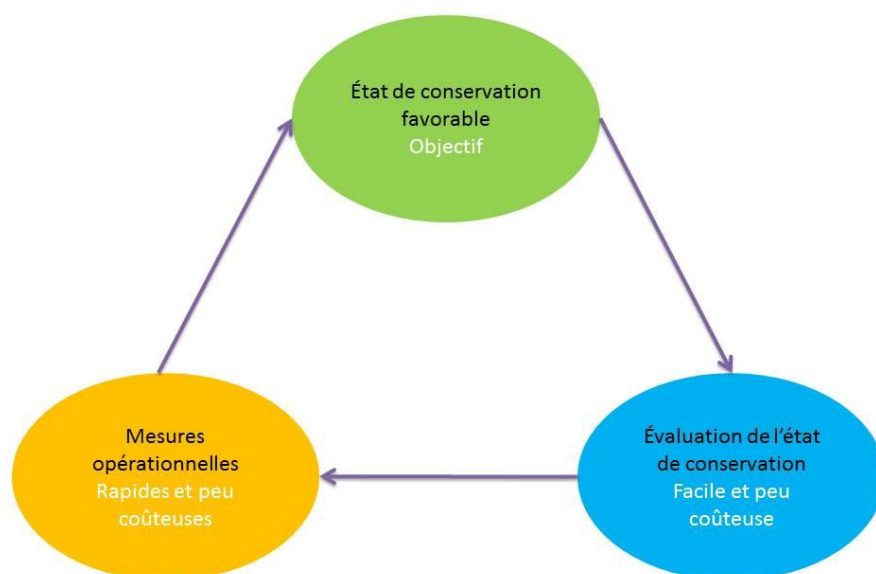 État de conservation
favorable
Objectif
Mesures
opérationnelles
Rapides et peu
coûteuses
Évaluation de l'état
de conservation
Facile et peu
coûteuse